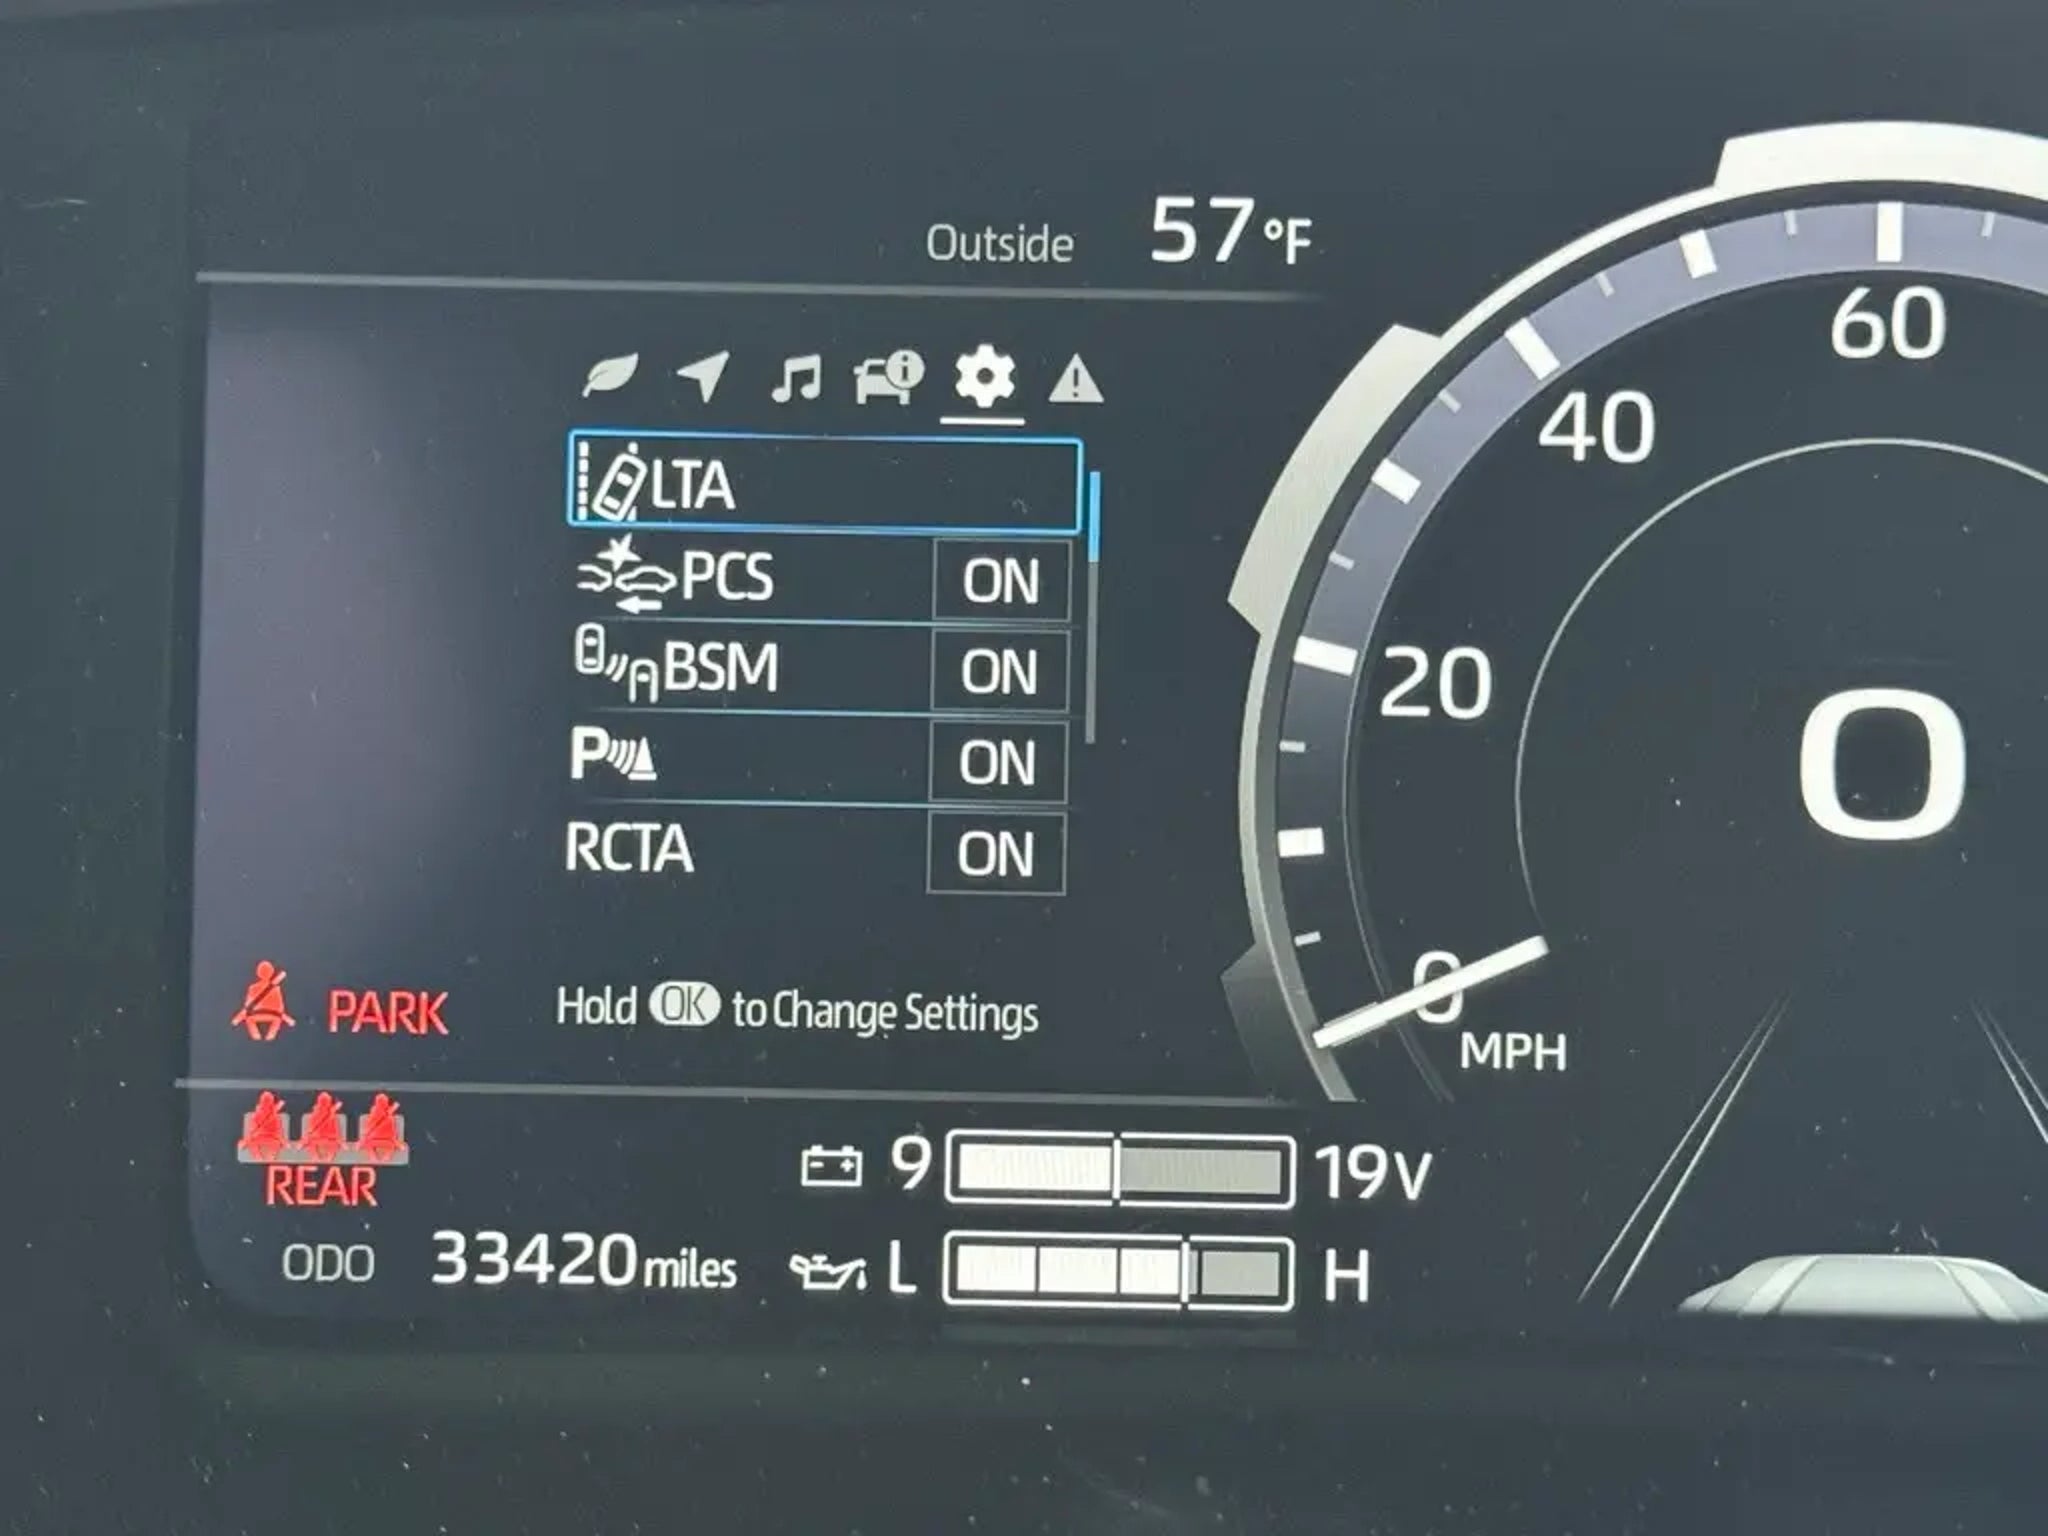 Outside 57°F
60
40
LTA
PCS ON
BSM ON
20
P ON
0
RCTA ON
0
MPH
PARK
Hold OK to Change Settings
REAR
9 19V
ODO 33420 miles
L H